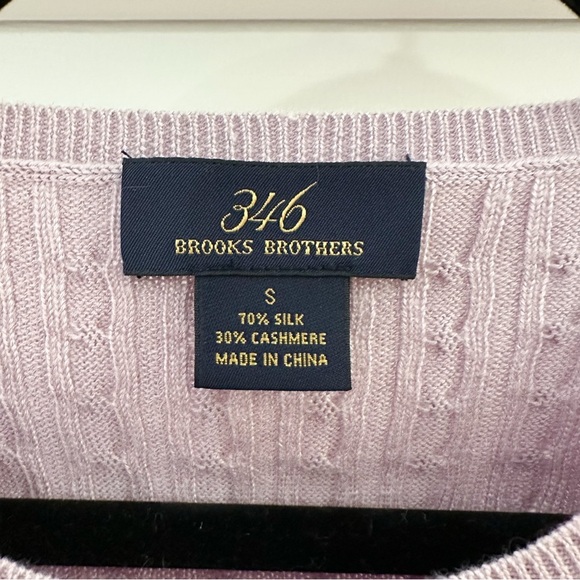 346
BROOKS BROTHERS
S
70% SILK
30% CASHMERE
MADE IN CHINA